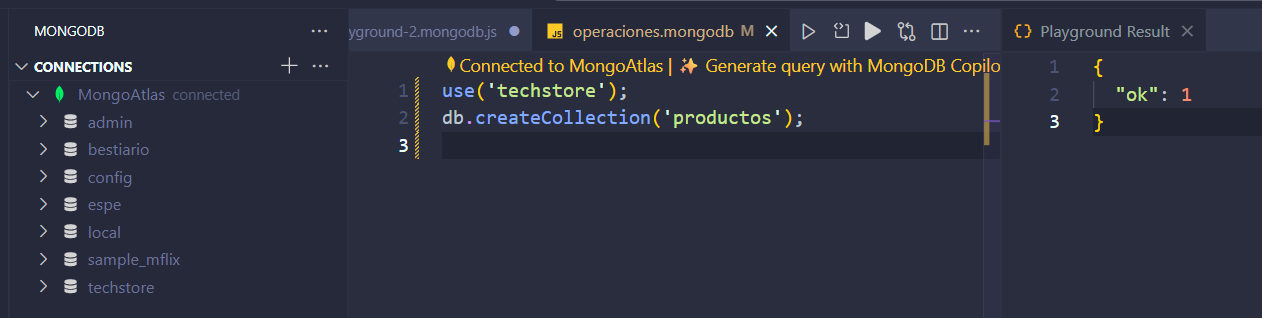 MONGODB
CONNECTIONS
MongoAtlas connected
admin
bestiario
config
espe
local
sample_mflix
techstore
yground-2.mongodb.js
JS operaciones.mongodb M
Connected to MongoAtlas | ✨ Generate query with MongoDB Copilo
1 use('techstore');
2 db.createCollection('productos');
3
{} Playground Result
1 {
2 "ok": 1
3 }